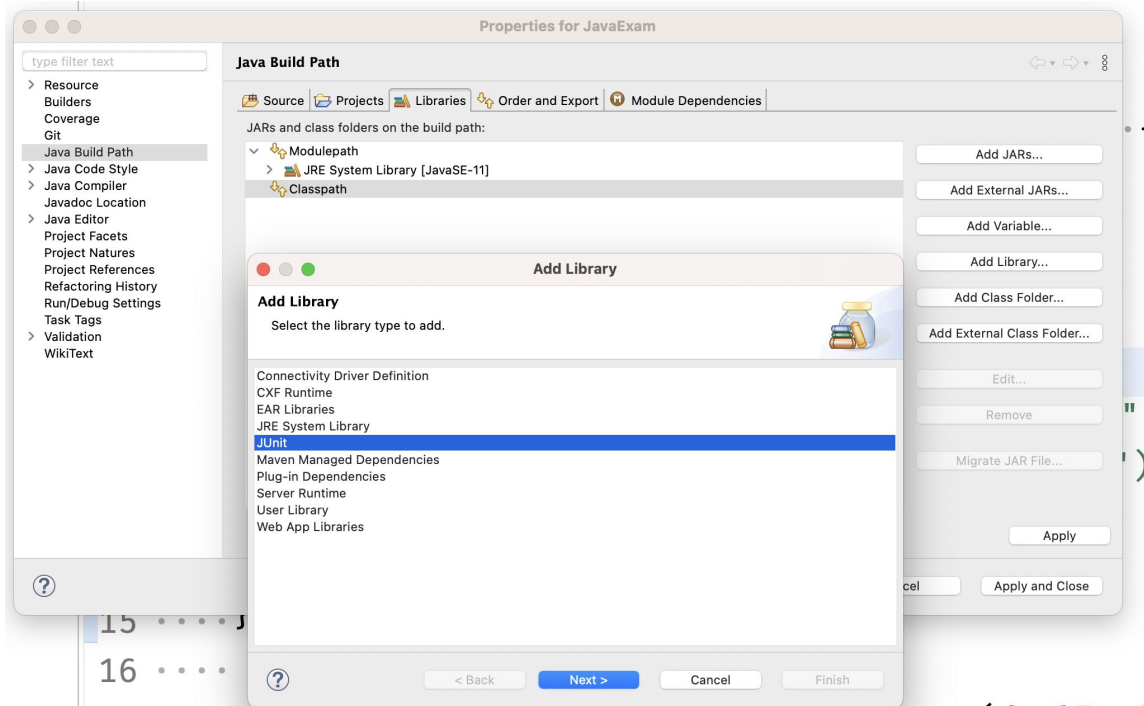 Properties for JavaExam
type filter text
Resource
Builders
Coverage
Git
Java Build Path
Java Code Style
Java Compiler
Javadoc Location
Java Editor
Project Facets
Project Natures
Project References
Refactoring History
Run/Debug Settings
Task Tags
Validation
WikiText
Java Build Path
Source Projects Libraries Order and Export Module Dependencies
JARs and class folders on the build path:
Modulepath
JRE System Library [JavaSE-11]
Classpath
Add JARs...
Add External JARs...
Add Variable...
Add Library...
Add Class Folder...
Add External Class Folder...
Edit...
Remove
Migrate JAR File...
Apply
cel Apply and Close
Add Library
Add Library
Select the library type to add.
Connectivity Driver Definition
CXF Runtime
EAR Libraries
JRE System Library
JUnit
Maven Managed Dependencies
Plug-in Dependencies
Server Runtime
User Library
Web App Libraries
< Back Next > Cancel Finish
15
16